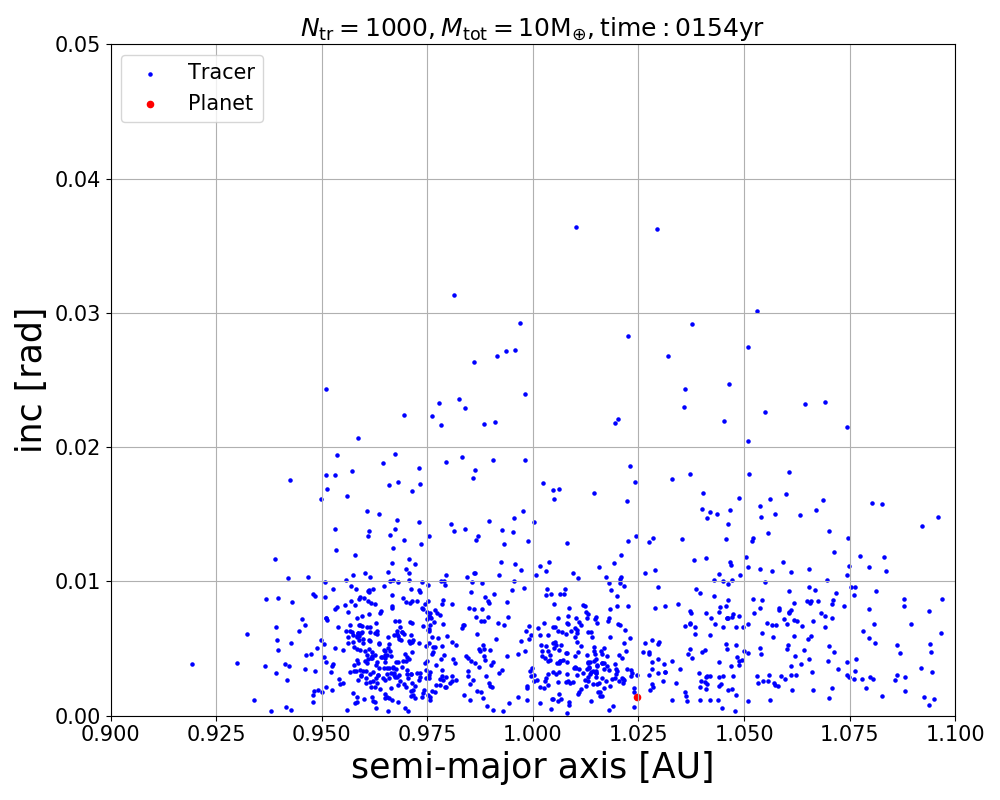 N_tr = 1000, M_tot = 10M_⊕, time : 0154yr
0.05
Tracer
Planet
0.04
0.03
0.02
0.01
0.00
inc [rad]
0.900 0.925 0.950 0.975 1.000 1.025 1.050 1.075 1.100
semi-major axis [AU]